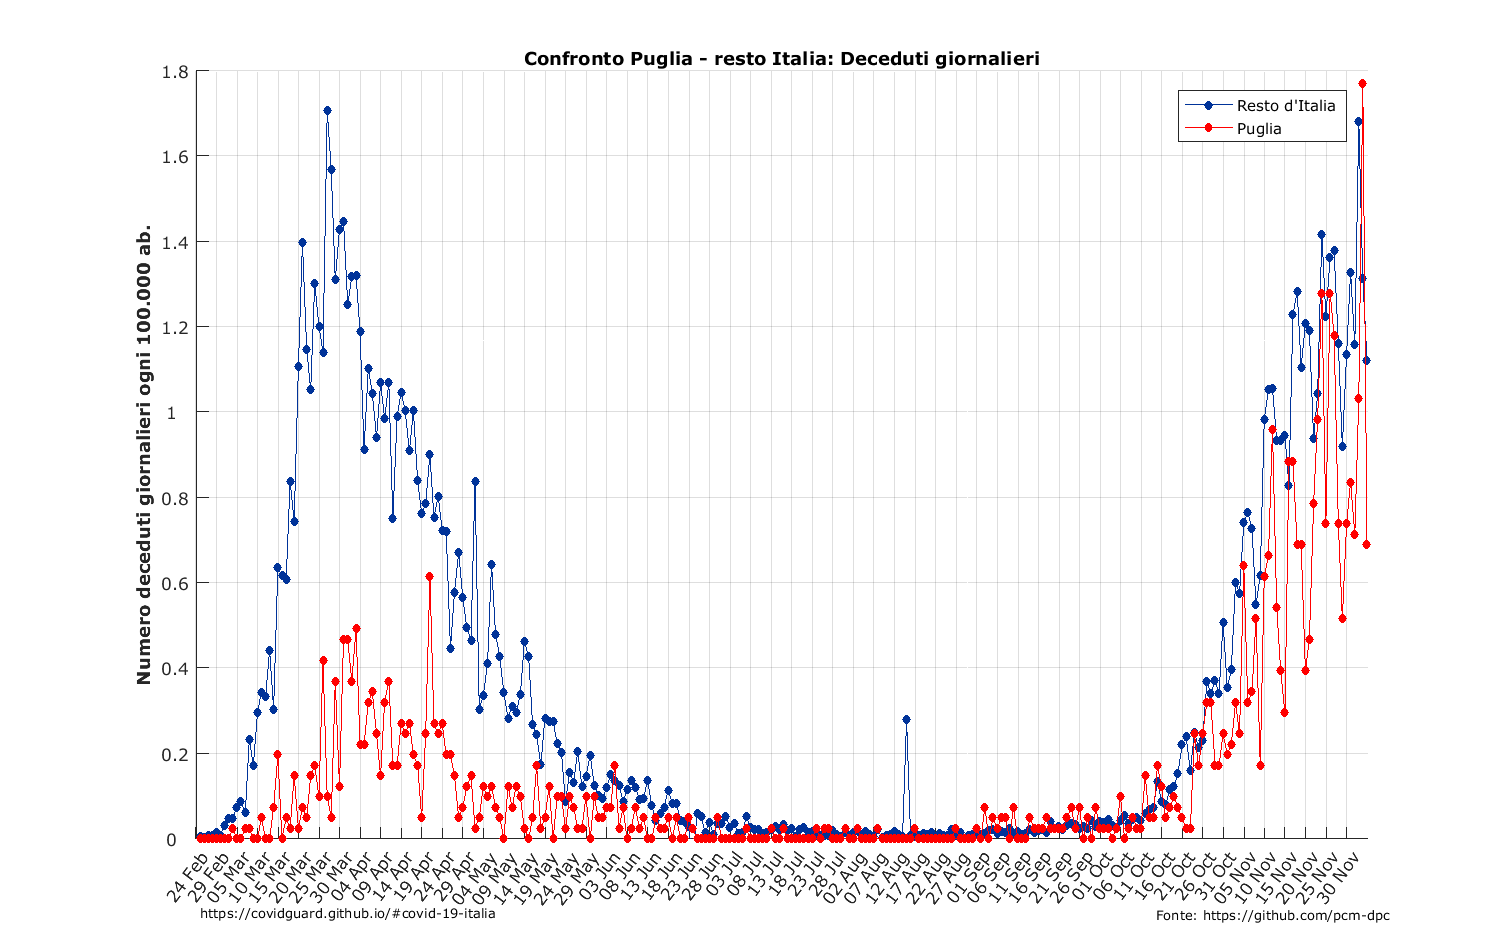 Confronto Puglia - resto Italia: Deceduti giornalieri
Numero deceduti giornalieri ogni 100.000 ab.
1.8
1.6
1.4
1.2
1
0.8
0.6
0.4
0.2
0
Resto d'Italia
Puglia
24 Feb
29 Feb
05 Mar
10 Mar
15 Mar
20 Mar
25 Mar
30 Mar
04 Apr
09 Apr
14 Apr
19 Apr
24 Apr
29 Apr
04 May
09 May
14 May
19 May
24 May
29 May
03 Jun
08 Jun
13 Jun
18 Jun
23 Jun
28 Jun
03 Jul
08 Jul
13 Jul
18 Jul
23 Jul
28 Jul
02 Aug
07 Aug
12 Aug
17 Aug
22 Aug
27 Aug
01 Sep
06 Sep
11 Sep
16 Sep
21 Sep
26 Sep
01 Oct
06 Oct
11 Oct
16 Oct
21 Oct
26 Oct
31 Oct
05 Nov
10 Nov
15 Nov
20 Nov
25 Nov
30 Nov
https://covidguard.github.io/#covid-19-italia
Fonte: https://github.com/pcm-dpc